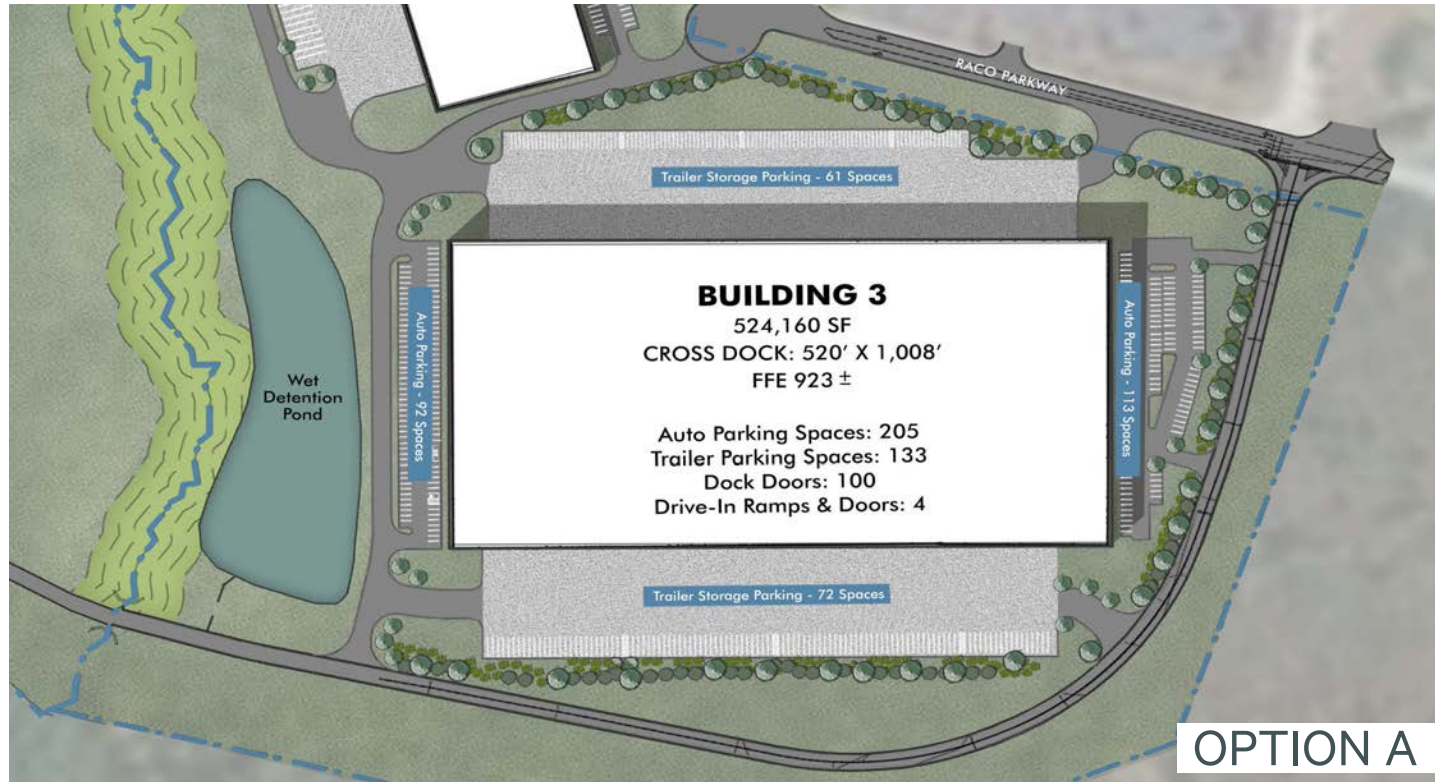 RACO PARKWAY
Trailer Storage Parking - 61 Spaces
BUILDING 3
524,160 SF
CROSS DOCK: 520’ X 1,008’
FFE 923 ±
Auto Parking Spaces: 205
Trailer Parking Spaces: 133
Dock Doors: 100
Drive-In Ramps & Doors: 4
Wet
Detention
Pond
Auto Parking - 92 Spaces
Auto Parking - 113 Spaces
Trailer Storage Parking - 72 Spaces
OPTION A